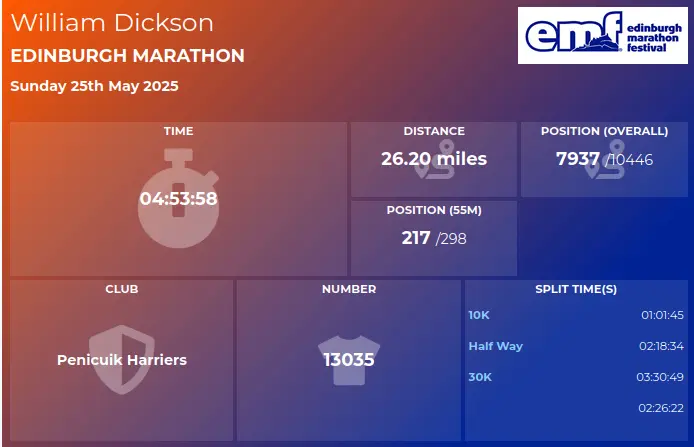 William Dickson
EDINBURGH MARATHON
Sunday 25th May 2025
emf edinburgh
marathon
festival
TIME
04:53:58
DISTANCE
26.20 miles
POSITION (OVERALL)
7937 /10446
POSITION (55M)
217 /298
CLUB
Penicuik Harriers
NUMBER
13035
SPLIT TIME(S)
10K 01:01:45
Half Way 02:18:34
30K 03:30:49
02:26:22